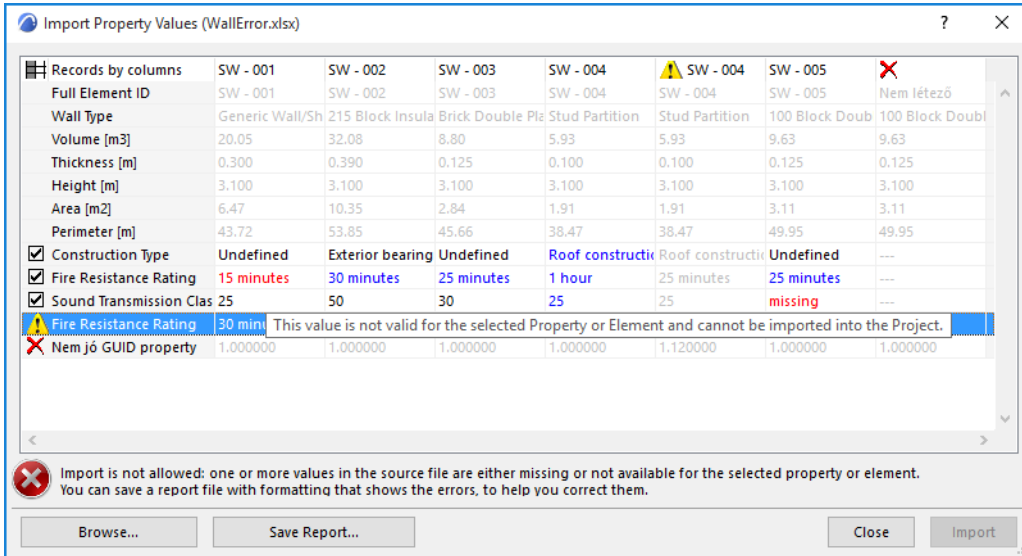 Import Property Values (WallError.xlsx) ?
Records by columns SW - 001 SW - 002 SW - 003 SW - 004 SW - 004 SW - 005
Full Element ID SW - 001 SW - 002 SW - 003 SW - 004 SW - 004 SW - 005 Nem létező
Wall Type Generic Wall/Sh 215 Block Insula Brick Double Pla Stud Partition Stud Partition 100 Block Doub 100 Block Doubl
Volume [m3] 20.05 32.08 8.80 5.93 5.93 9.63 9.63
Thickness [m] 0.300 0.390 0.125 0.100 0.100 0.125 0.125
Height [m] 3.100 3.100 3.100 3.100 3.100 3.100 3.100
Area [m2] 6.47 10.35 2.84 1.91 1.91 3.11 3.11
Perimeter [m] 43.72 53.85 45.66 38.47 38.47 49.95 49.95
Construction Type Undefined Exterior bearing Undefined Roof constructic Roof constructic Undefined ---
Fire Resistance Rating 15 minutes 30 minutes 25 minutes 1 hour 25 minutes 25 minutes ---
Sound Transmission Clas 25 50 30 25 25 missing ---
Fire Resistance Rating 30 minu This value is not valid for the selected Property or Element and cannot be imported into the Project.
Nem jó GUID property 1.000000 1.000000 1.000000 1.000000 1.120000 1.000000 1.000000
Import is not allowed: one or more values in the source file are either missing or not available for the selected property or element.
You can save a report file with formatting that shows the errors, to help you correct them.
Browse... Save Report... Close Import